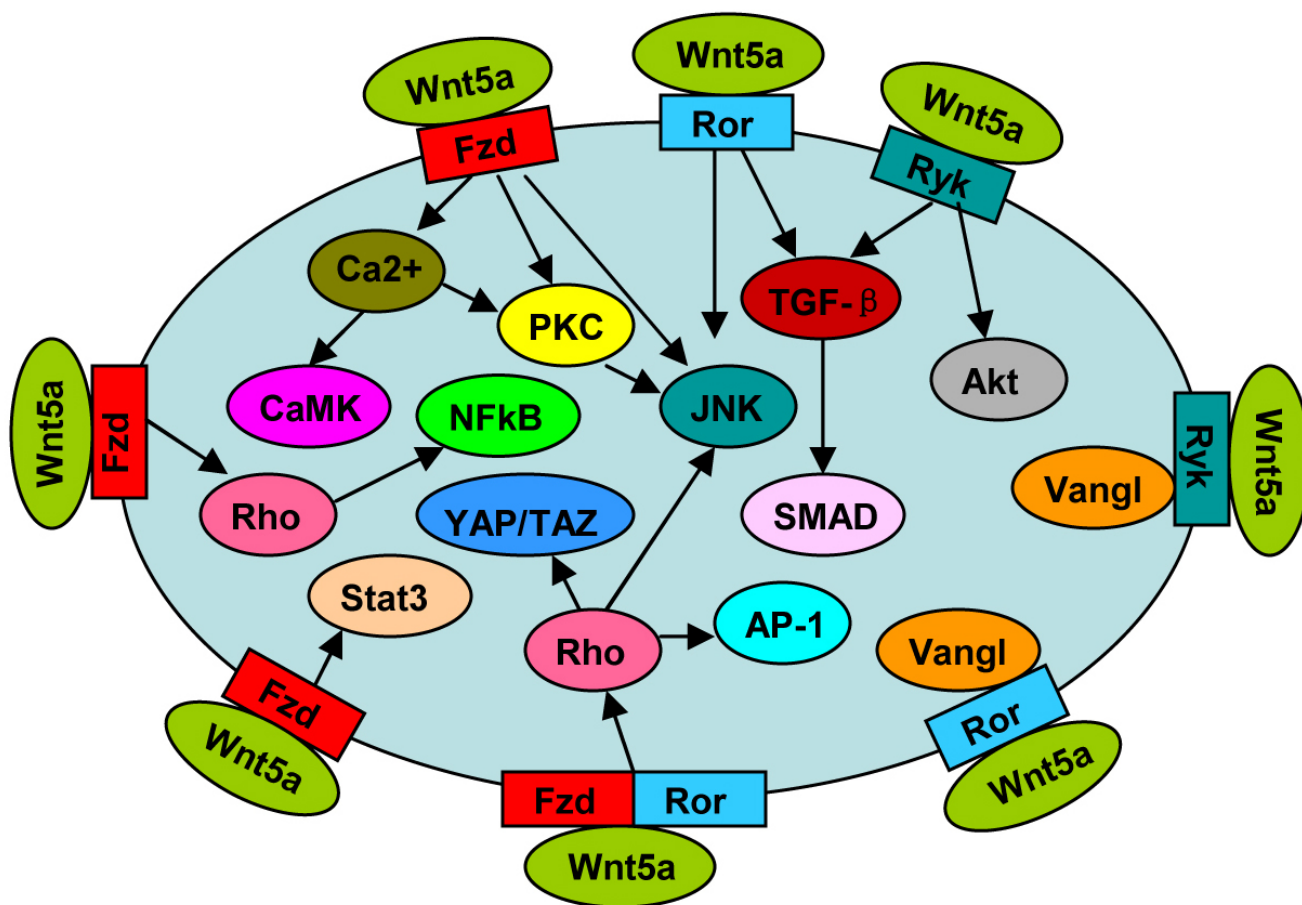 Wnt5a
Wnt5a
Wnt5a
Fzd
Ror
Ryk
Ca2+
TGF-β
PKC
Akt
Wnt5a
Fzd
CaMK
NFkB
JNK
Ryk
Wnt5a
Vangl
Rho
YAP/TAZ
SMAD
Stat3
AP-1
Rho
Vangl
Fzd
Wnt5a
Ror
Wnt5a
Fzd
Ror
Wnt5a